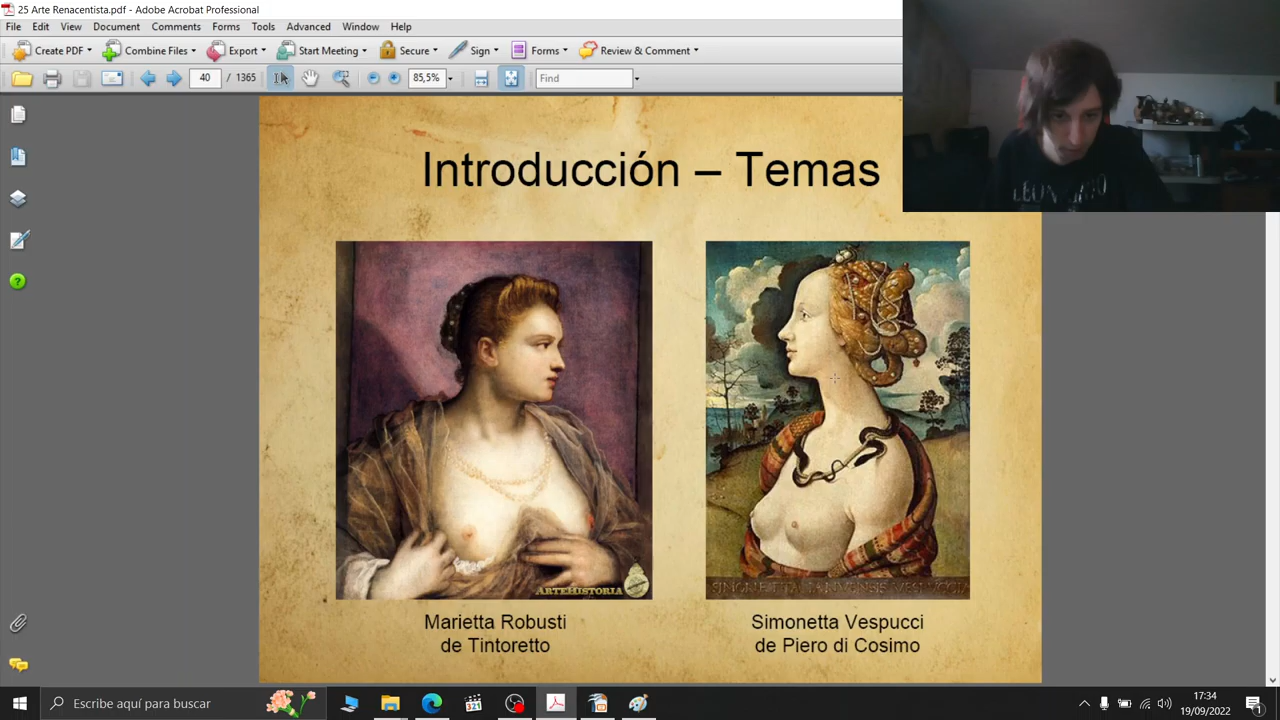 25 Arte Renacentista.pdf - Adobe Acrobat Professional
File Edit View Document Comments Forms Tools Advanced Window Help
Create PDF Combine Files Export Start Meeting Secure Sign Forms Review & Comment
40 / 1365 85,5% Find
Introducción – Temas
ARTEHISTORIA
Marietta Robusti
de Tintoretto
Simonetta Vespucci
de Piero di Cosimo
Escribe aquí para buscar
17:34
19/09/2022